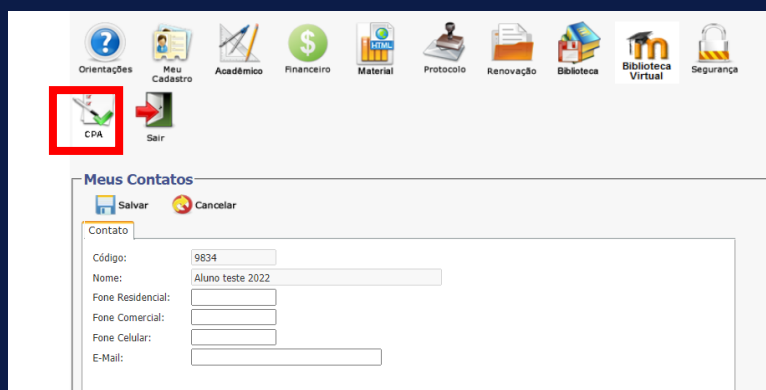 Orientações
Meu Cadastro
Acadêmico
Financeiro
HTML
Material
Protocolo
Renovação
Biblioteca
m
Biblioteca Virtual
Segurança
CPA
Sair
Meus Contatos
Salvar Cancelar
Contato
Código: 9834
Nome: Aluno teste 2022
Fone Residencial:
Fone Comercial:
Fone Celular:
E-Mail: